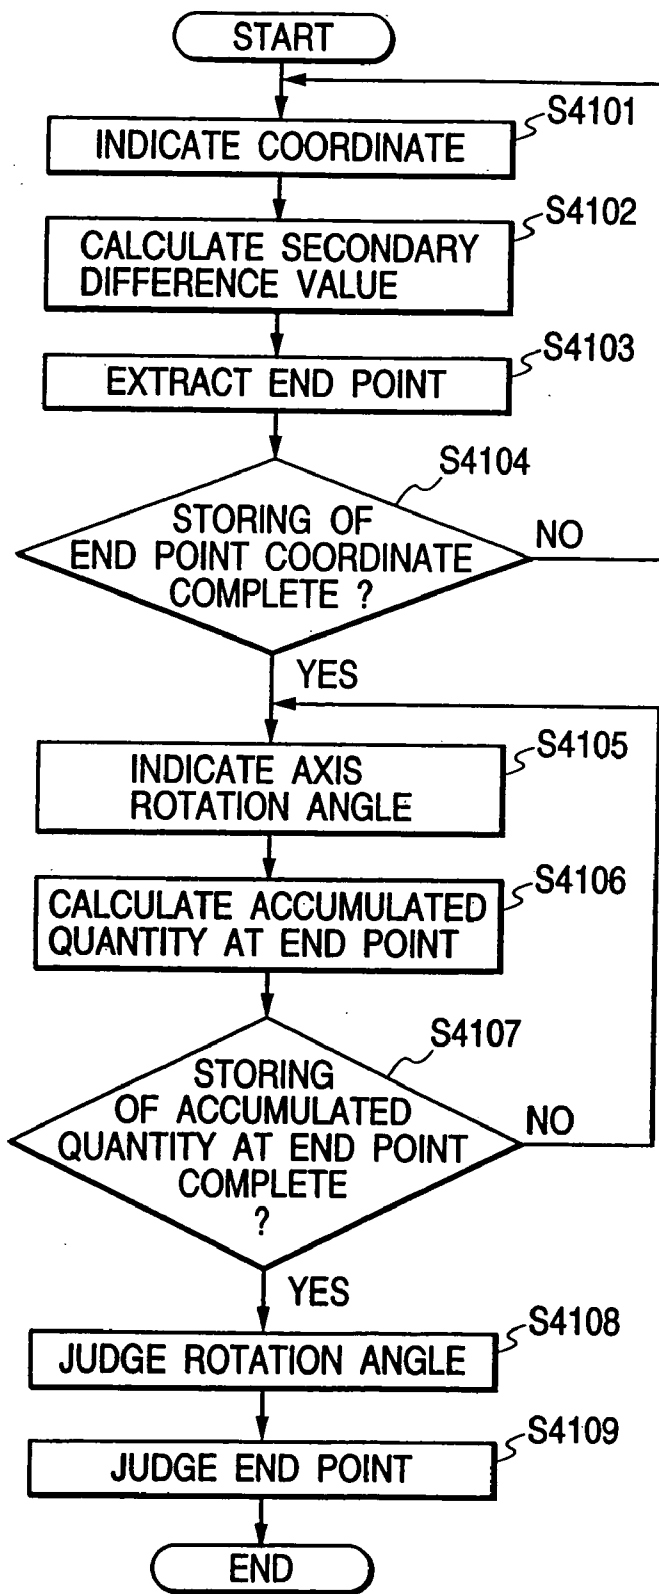 START
S4101
INDICATE COORDINATE
S4102
CALCULATE SECONDARY
DIFFERENCE VALUE
S4103
EXTRACT END POINT
S4104
STORING OF
END POINT COORDINATE
COMPLETE ?
NO
YES
S4105
INDICATE AXIS
ROTATION ANGLE
S4106
CALCULATE ACCUMULATED
QUANTITY AT END POINT
S4107
STORING
OF ACCUMULATED
QUANTITY AT END POINT
COMPLETE
?
NO
YES
S4108
JUDGE ROTATION ANGLE
S4109
JUDGE END POINT
END